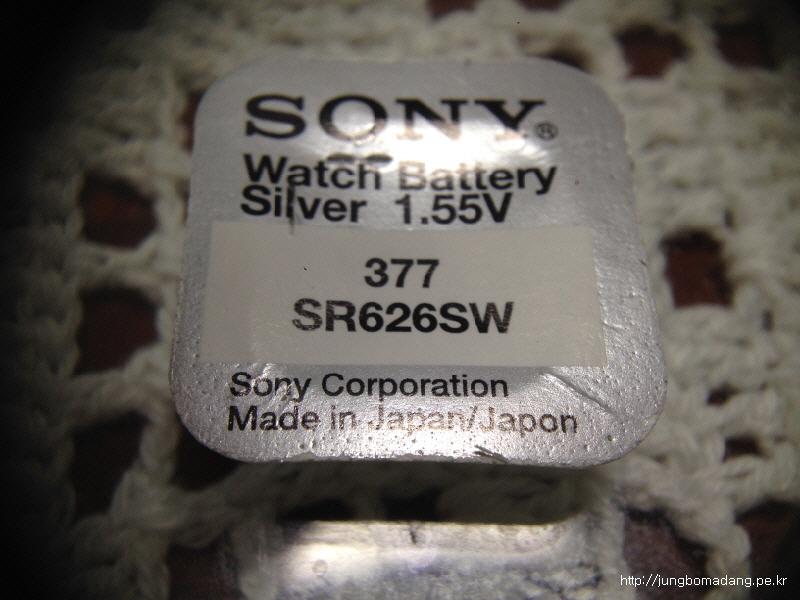 SONY®
Watch Battery
Silver 1.55V
377
SR626SW
Sony Corporation
Made in Japan/Japon
http://jungbomadang.pe.kr